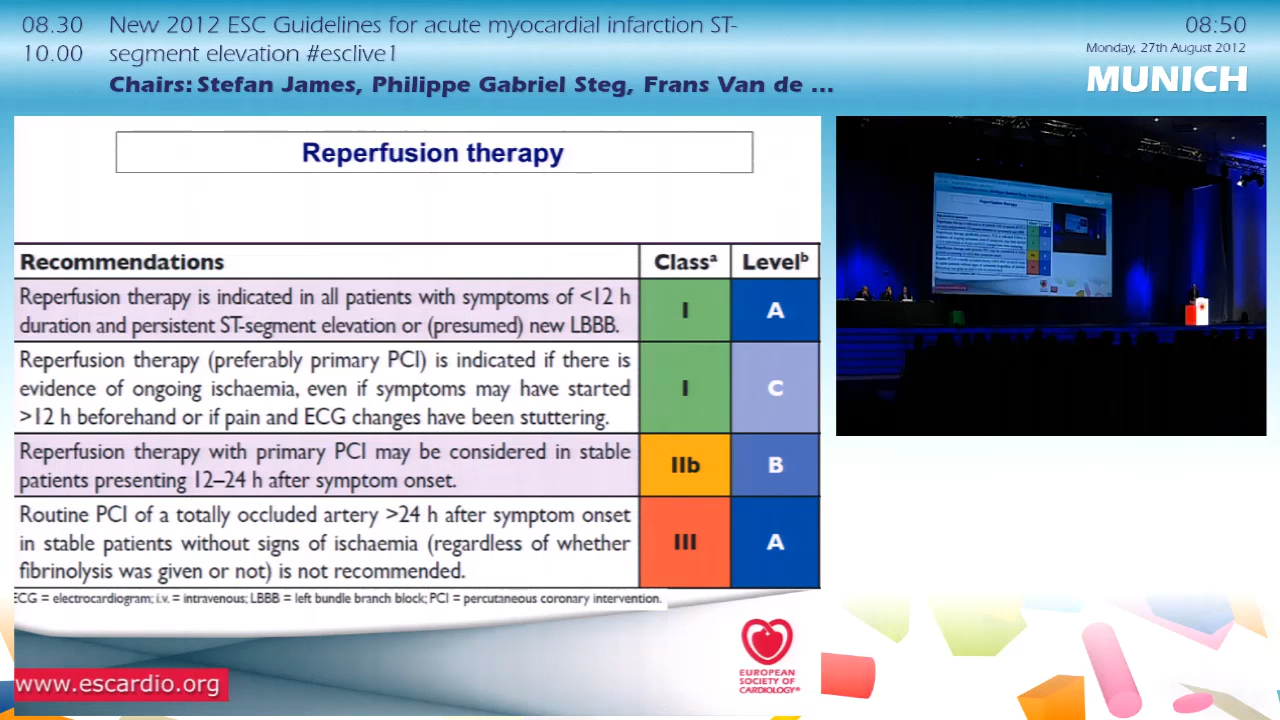 08.30
10.00
New 2012 ESC Guidelines for acute myocardial infarction ST-
segment elevation #esclive1
Chairs: Stefan James, Philippe Gabriel Steg, Frans Van de ...
08:50
Monday, 27th August 2012
MUNICH
Reperfusion therapy
Recommendations Classᵃ Levelᵇ
Reperfusion therapy is indicated in all patients with symptoms of <12 h
duration and persistent ST-segment elevation or (presumed) new LBBB.
I A
Reperfusion therapy (preferably primary PCI) is indicated if there is
evidence of ongoing ischaemia, even if symptoms may have started
>12 h beforehand or if pain and ECG changes have been stuttering.
I C
Reperfusion therapy with primary PCI may be considered in stable
patients presenting 12–24 h after symptom onset.
IIb B
Routine PCI of a totally occluded artery >24 h after symptom onset
in stable patients without signs of ischaemia (regardless of whether
fibrinolysis was given or not) is not recommended.
III A
ECG = electrocardiogram; i.v. = intravenous; LBBB = left bundle branch block; PCI = percutaneous coronary intervention.
www.escardio.org
EUROPEAN
SOCIETY OF
CARDIOLOGY®
MUNICH
Reperfusion therapy